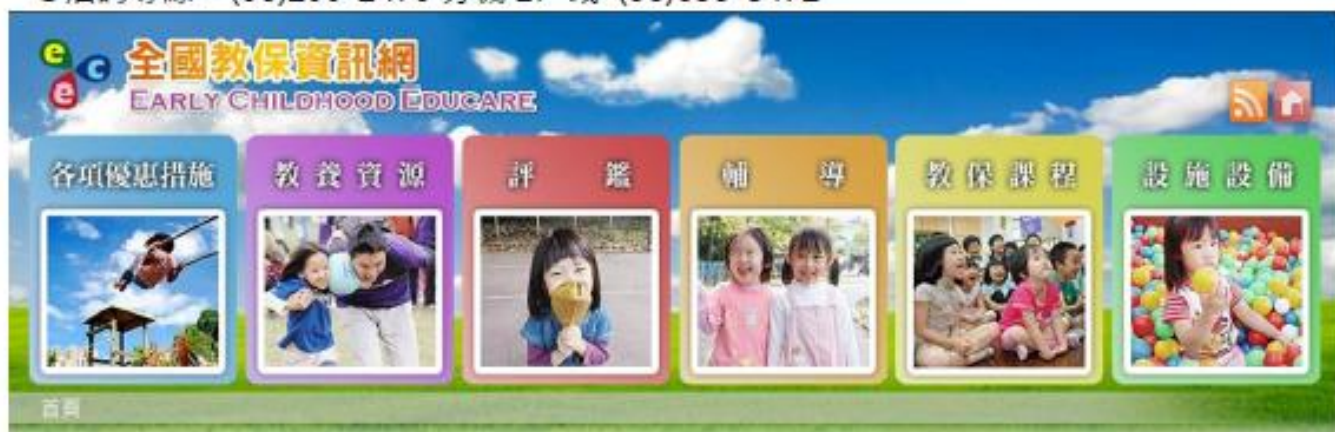 e 全國教保資訊網
c
e EARLY CHILDHOOD EDUCARE
各項優惠措施
教養資源
評鑑
輔導
教保課程
設施設備
首頁